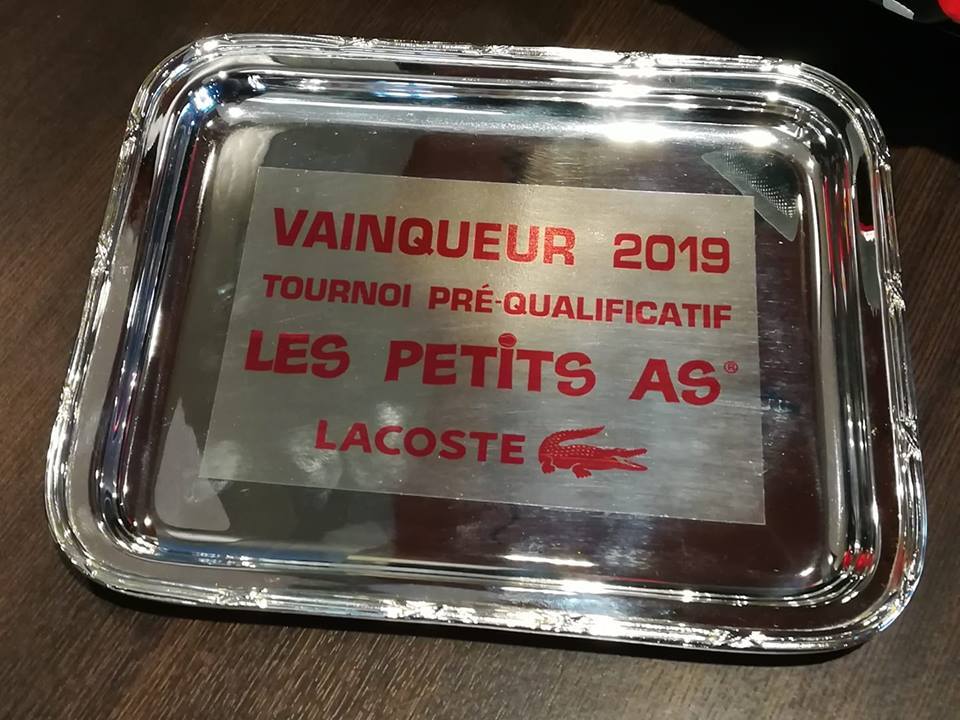 VAINQUEUR 2019
TOURNOI PRÉ-QUALIFICATIF
LES PETITS AS®
LACOSTE